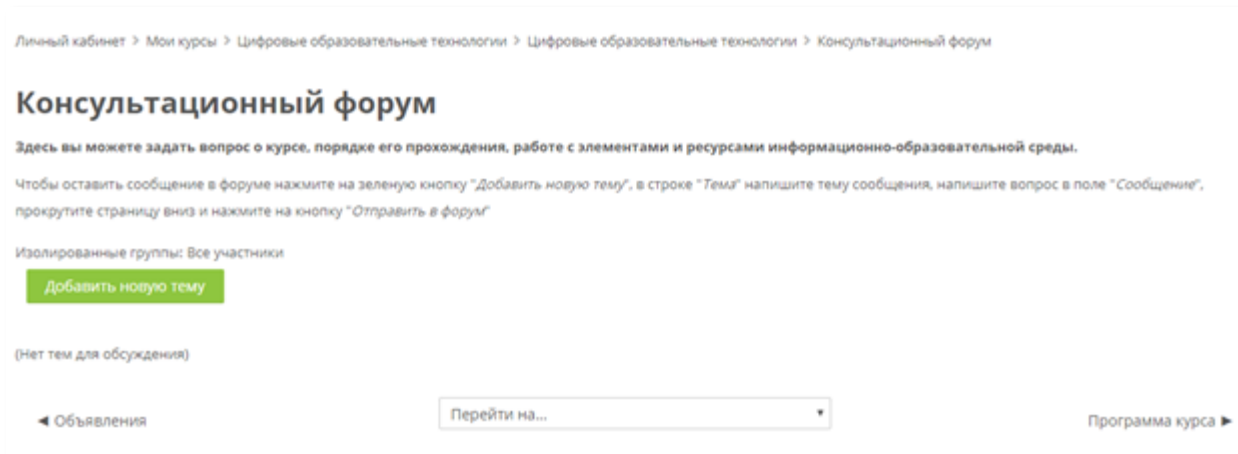 Личный кабинет > Мои курсы > Цифровые образовательные технологии > Цифровые образовательные технологии > Консультационный форум
Консультационный форум
Здесь вы можете задать вопрос о курсе, порядке его прохождения, работе с элементами и ресурсами информационно-образовательной среды.
Чтобы оставить сообщение в форуме нажмите на зеленую кнопку "Добавить новую тему", в строке "Тема" напишите тему сообщения, напишите вопрос в поле "Сообщение",
прокрутите страницу вниз и нажмите на кнопку "Отправить в форум"
Изолированные группы: Все участники
Добавить новую тему
(Нет тем для обсуждения)
◄ Объявления
Перейти на...
Программа курса ►